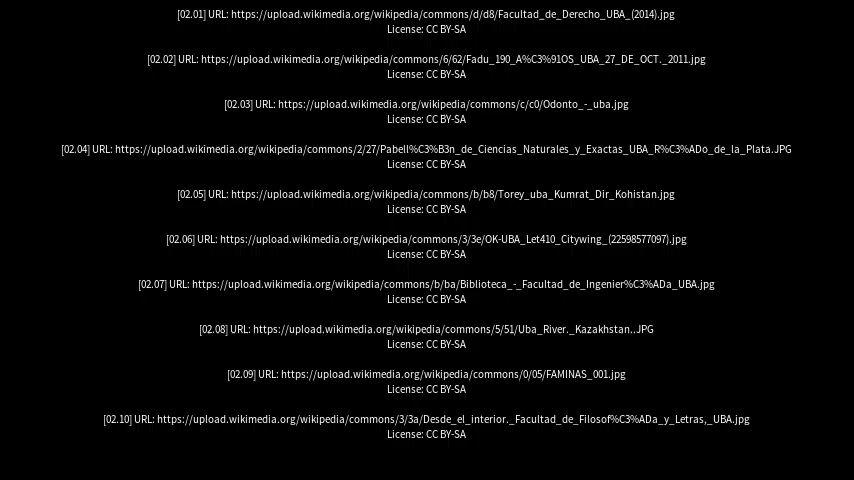 [02.01] URL: https://upload.wikimedia.org/wikipedia/commons/d/d8/Facultad_de_Derecho_UBA_(2014).jpg
License: CC BY-SA
[02.02] URL: https://upload.wikimedia.org/wikipedia/commons/6/62/Fadu_190_A%C3%91OS_UBA_27_DE_OCT._2011.jpg
License: CC BY-SA
[02.03] URL: https://upload.wikimedia.org/wikipedia/commons/c/c0/Odonto_-_uba.jpg
License: CC BY-SA
[02.04] URL: https://upload.wikimedia.org/wikipedia/commons/2/27/Pabell%C3%B3n_de_Ciencias_Naturales_y_Exactas_UBA_R%C3%ADo_de_la_Plata.JPG
License: CC BY-SA
[02.05] URL: https://upload.wikimedia.org/wikipedia/commons/b/b8/Torey_uba_Kumrat_Dir_Kohistan.jpg
License: CC BY-SA
[02.06] URL: https://upload.wikimedia.org/wikipedia/commons/3/3e/OK-UBA_Let410_Citywing_(22598577097).jpg
License: CC BY-SA
[02.07] URL: https://upload.wikimedia.org/wikipedia/commons/b/ba/Biblioteca_-_Facultad_de_Ingenier%C3%ADa_UBA.jpg
License: CC BY-SA
[02.08] URL: https://upload.wikimedia.org/wikipedia/commons/5/51/Uba_River._Kazakhstan..JPG
License: CC BY-SA
[02.09] URL: https://upload.wikimedia.org/wikipedia/commons/0/05/FAMINAS_001.jpg
License: CC BY-SA
[02.10] URL: https://upload.wikimedia.org/wikipedia/commons/3/3a/Desde_el_interior._Facultad_de_Filosof%C3%ADa_y_Letras,_UBA.jpg
License: CC BY-SA